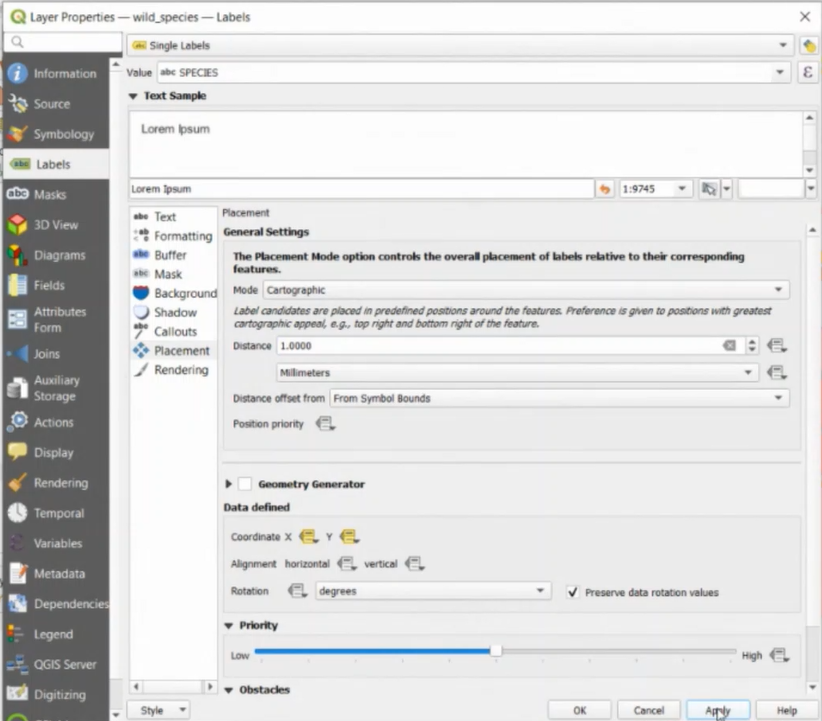 Layer Properties — wild_species — Labels
Single Labels
Value abc SPECIES
Text Sample
Lorem Ipsum
Lorem Ipsum
1:9745
Information
Source
Symbology
abc Labels
abc Masks
3D View
Diagrams
Fields
Attributes
Form
Joins
Auxiliary
Storage
Actions
Display
Rendering
Temporal
Variables
Metadata
Dependencies
Legend
QGIS Server
Digitizing
abc Text
Formatting
abc Buffer
abc Mask
Background
Shadow
abc Callouts
Placement
Rendering
Placement
General Settings
The Placement Mode option controls the overall placement of labels relative to their corresponding
features.
Mode Cartographic
Label candidates are placed in predefined positions around the features. Preference is given to positions with greatest
cartographic appeal, e.g., top right and bottom right of the feature.
Distance 1.0000
Millimeters
Distance offset from From Symbol Bounds
Position priority
Geometry Generator
Data defined
Coordinate X Y
Alignment horizontal vertical
Rotation degrees Preserve data rotation values
Priority
Low High
Obstacles
Style OK Cancel Apply Help